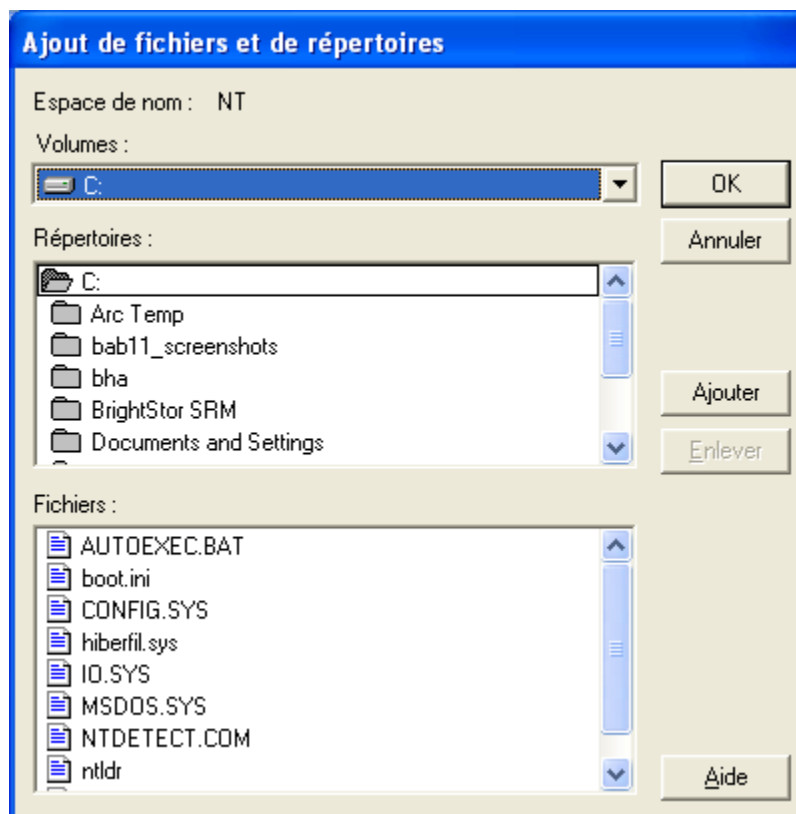 Ajout de fichiers et de répertoires
Espace de nom : NT
Volumes :
C:
OK
Répertoires :
Annuler
C:
Arc Temp
bab11_screenshots
bha
BrightStor SRM
Documents and Settings
Ajouter
Enlever
Fichiers :
AUTOEXEC.BAT
boot.ini
CONFIG.SYS
hiberfil.sys
IO.SYS
MSDOS.SYS
NTDETECT.COM
ntldr
Aide